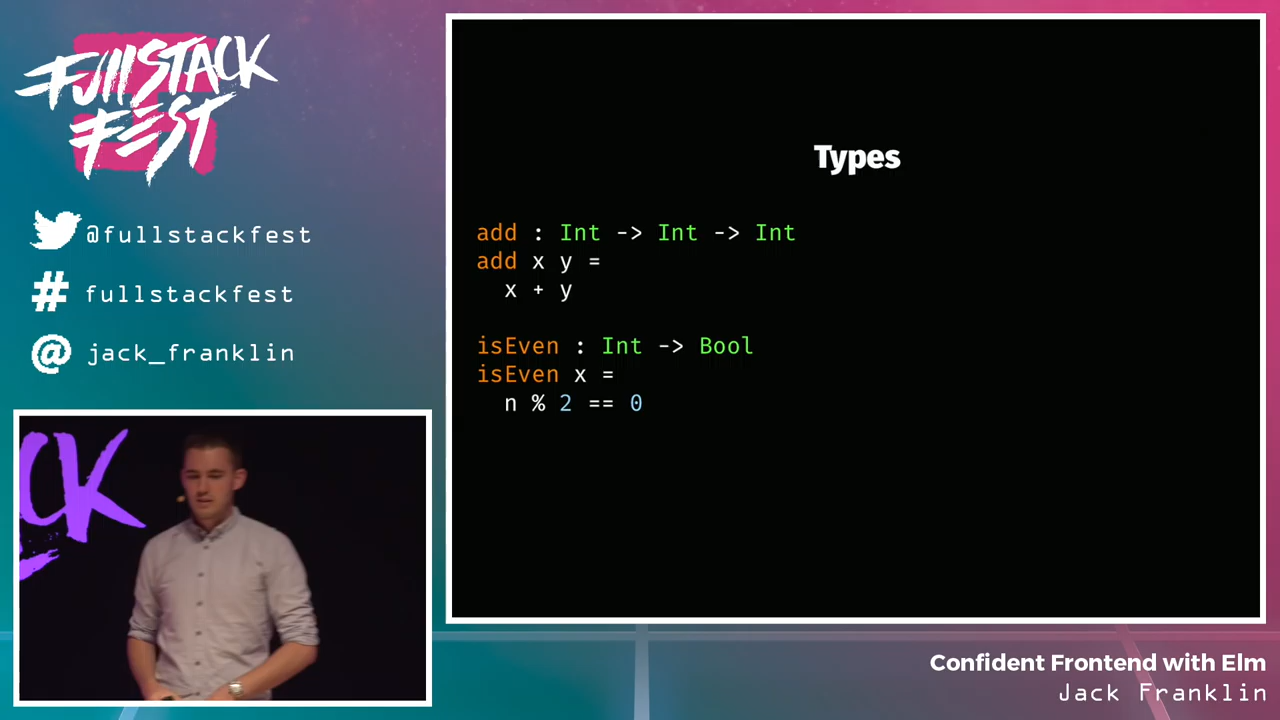 FullSTACK
FEST
@fullstackfest
# fullstackfest
@ jack_franklin
CK
Types
add : Int -> Int -> Int
add x y =
x + y
isEven : Int -> Bool
isEven x =
n % 2 == 0
Confident Frontend with Elm
Jack Franklin